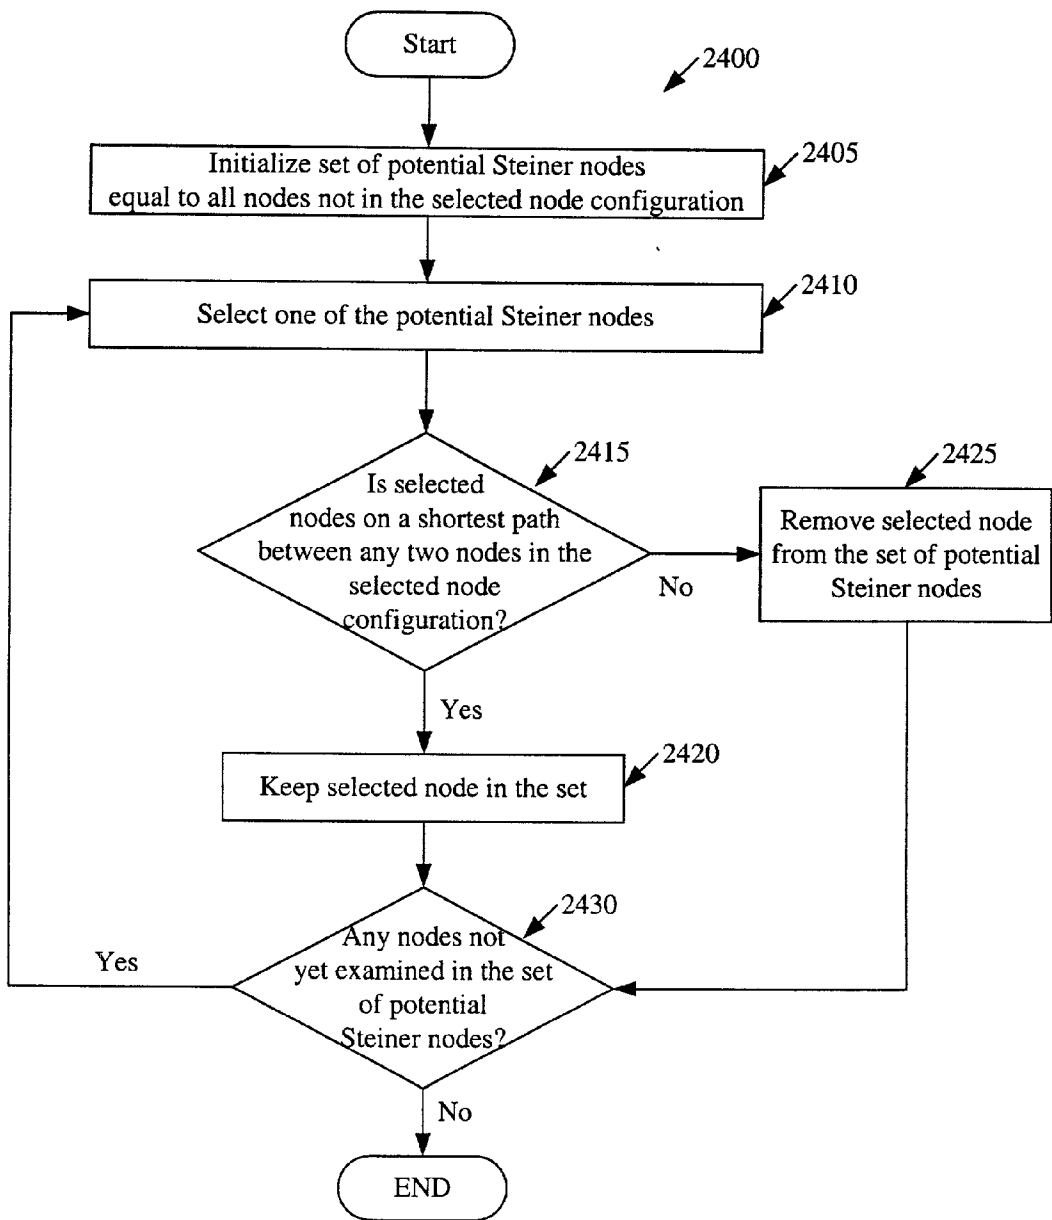 Start
2400
2405
Initialize set of potential Steiner nodes
equal to all nodes not in the selected node configuration
2410
Select one of the potential Steiner nodes
2415
Is selected
nodes on a shortest path
between any two nodes in the
selected node
configuration?
2425
Remove selected node
from the set of potential
Steiner nodes
No
Yes
2420
Keep selected node in the set
2430
Any nodes not
yet examined in the set
of potential
Steiner nodes?
Yes
No
END